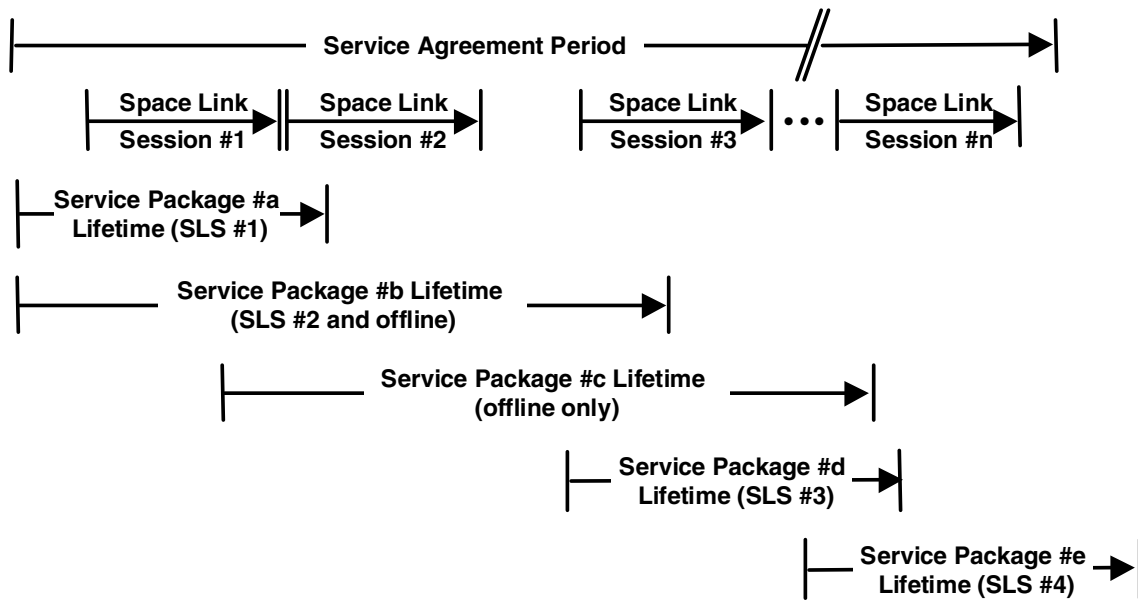 Service Agreement Period
Space Link
Session #1
Space Link
Session #2
Space Link
Session #3
Space Link
Session #n
Service Package #a
Lifetime (SLS #1)
Service Package #b Lifetime
(SLS #2 and offline)
Service Package #c Lifetime
(offline only)
Service Package #d
Lifetime (SLS #3)
Service Package #e
Lifetime (SLS #4)